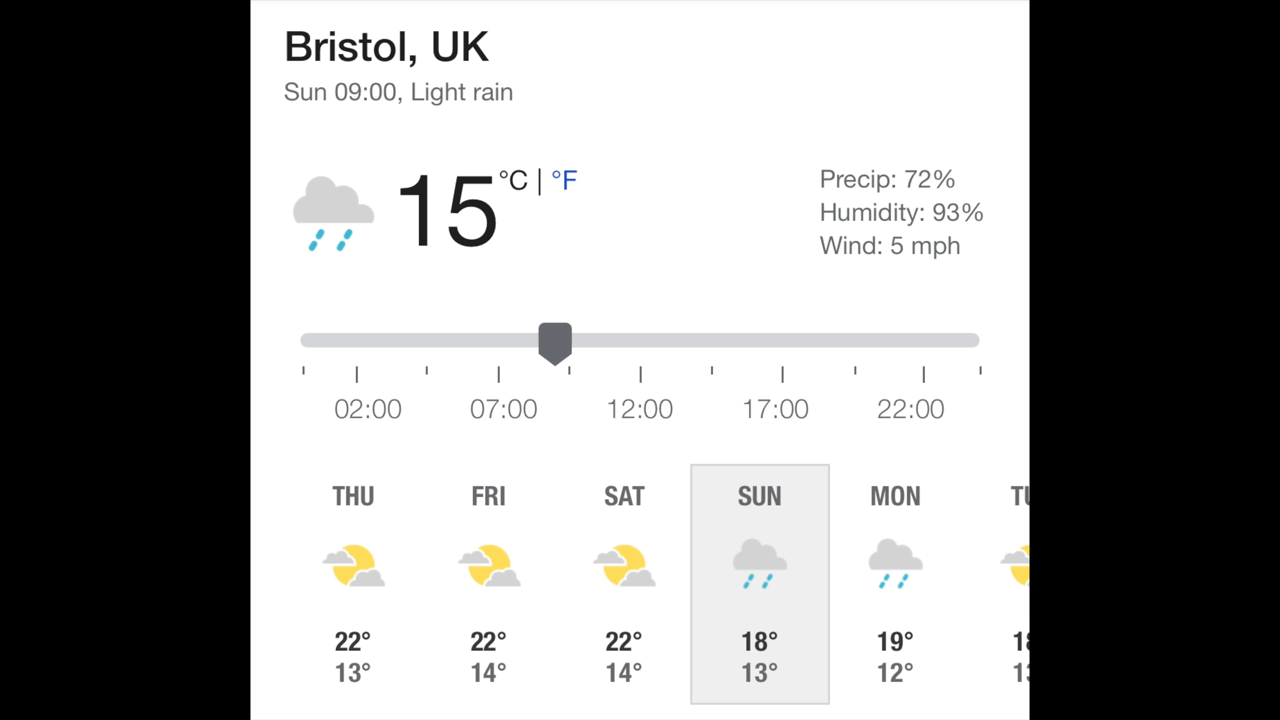 Bristol, UK
Sun 09:00, Light rain
15 °C | °F
Precip: 72%
Humidity: 93%
Wind: 5 mph
02:00 07:00 12:00 17:00 22:00
THU FRI SAT SUN MON
22° 22° 22° 18° 19°
13° 14° 14° 13° 12°